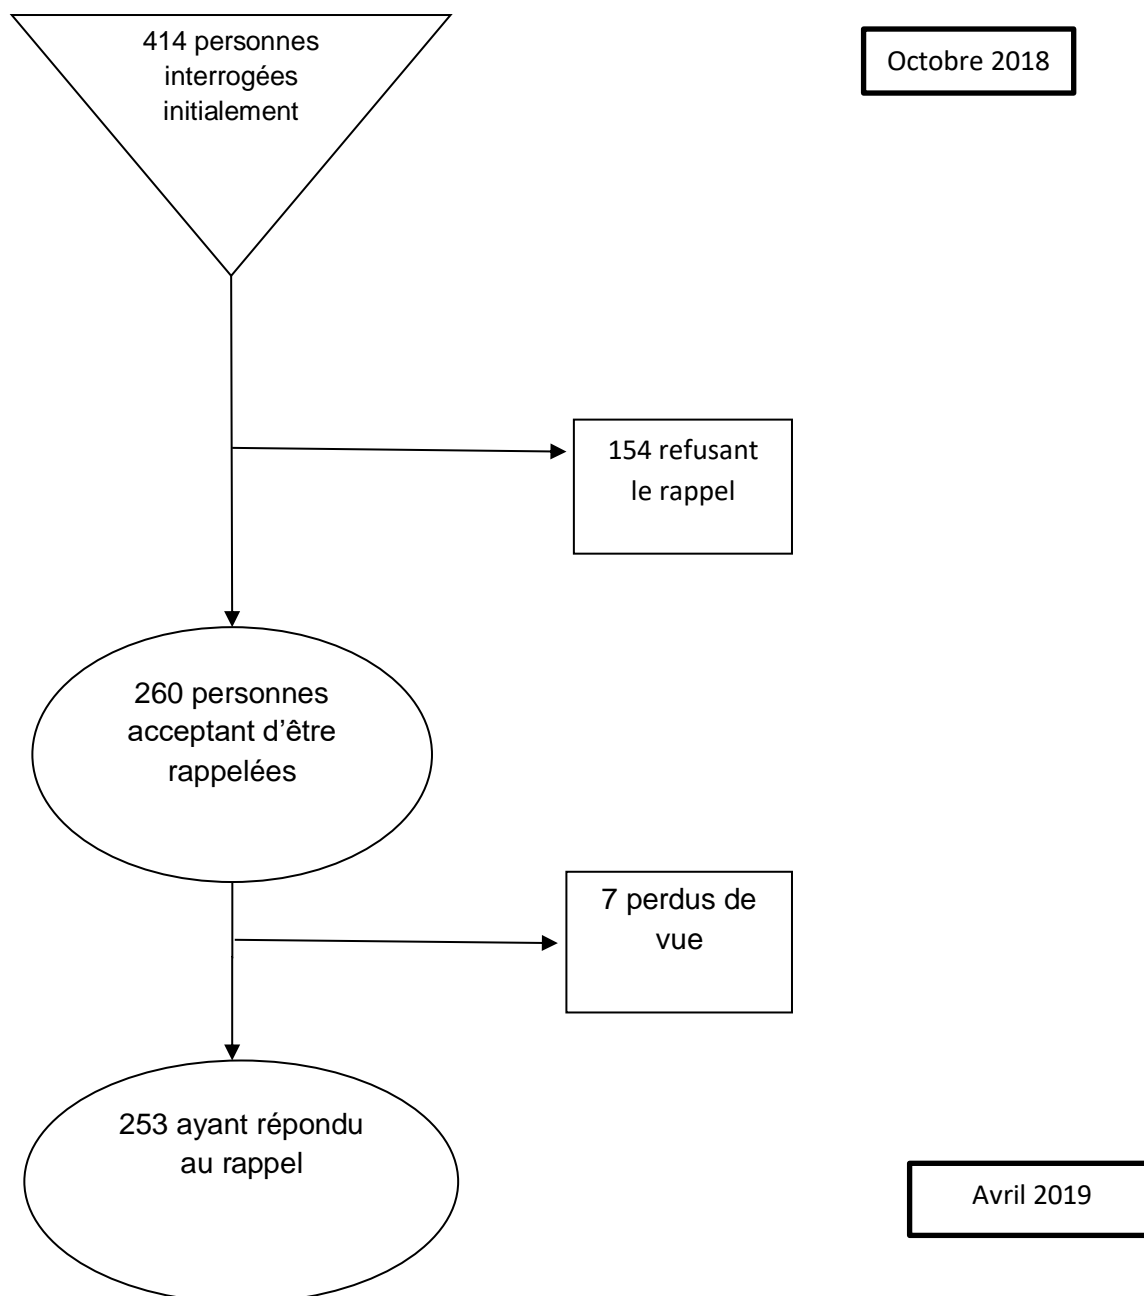 414 personnes
interrogées
initialement
Octobre 2018
154 refusant
le rappel
260 personnes
acceptant d’être
rappelées
7 perdus de
vue
253 ayant répondu
au rappel
Avril 2019